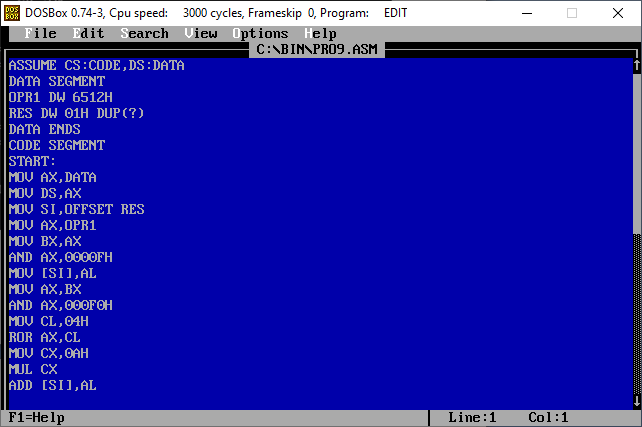 DOSBox 0.74-3, Cpu speed: 3000 cycles, Frameskip 0, Program: EDIT
File Edit Search View Options Help
C:\BIN\PRO9.ASM
ASSUME CS:CODE,DS:DATA
DATA SEGMENT
OPR1 DW 6512H
RES DW 01H DUP(?)
DATA ENDS
CODE SEGMENT
START:
MOV AX,DATA
MOV DS,AX
MOV SI,OFFSET RES
MOV AX,OPR1
MOV BX,AX
AND AX,0000FH
MOV [SI],AL
MOV AX,BX
AND AX,000F0H
MOV CL,04H
ROR AX,CL
MOV CX,0AH
MUL CX
ADD [SI],AL
F1=Help Line:1 Col:1